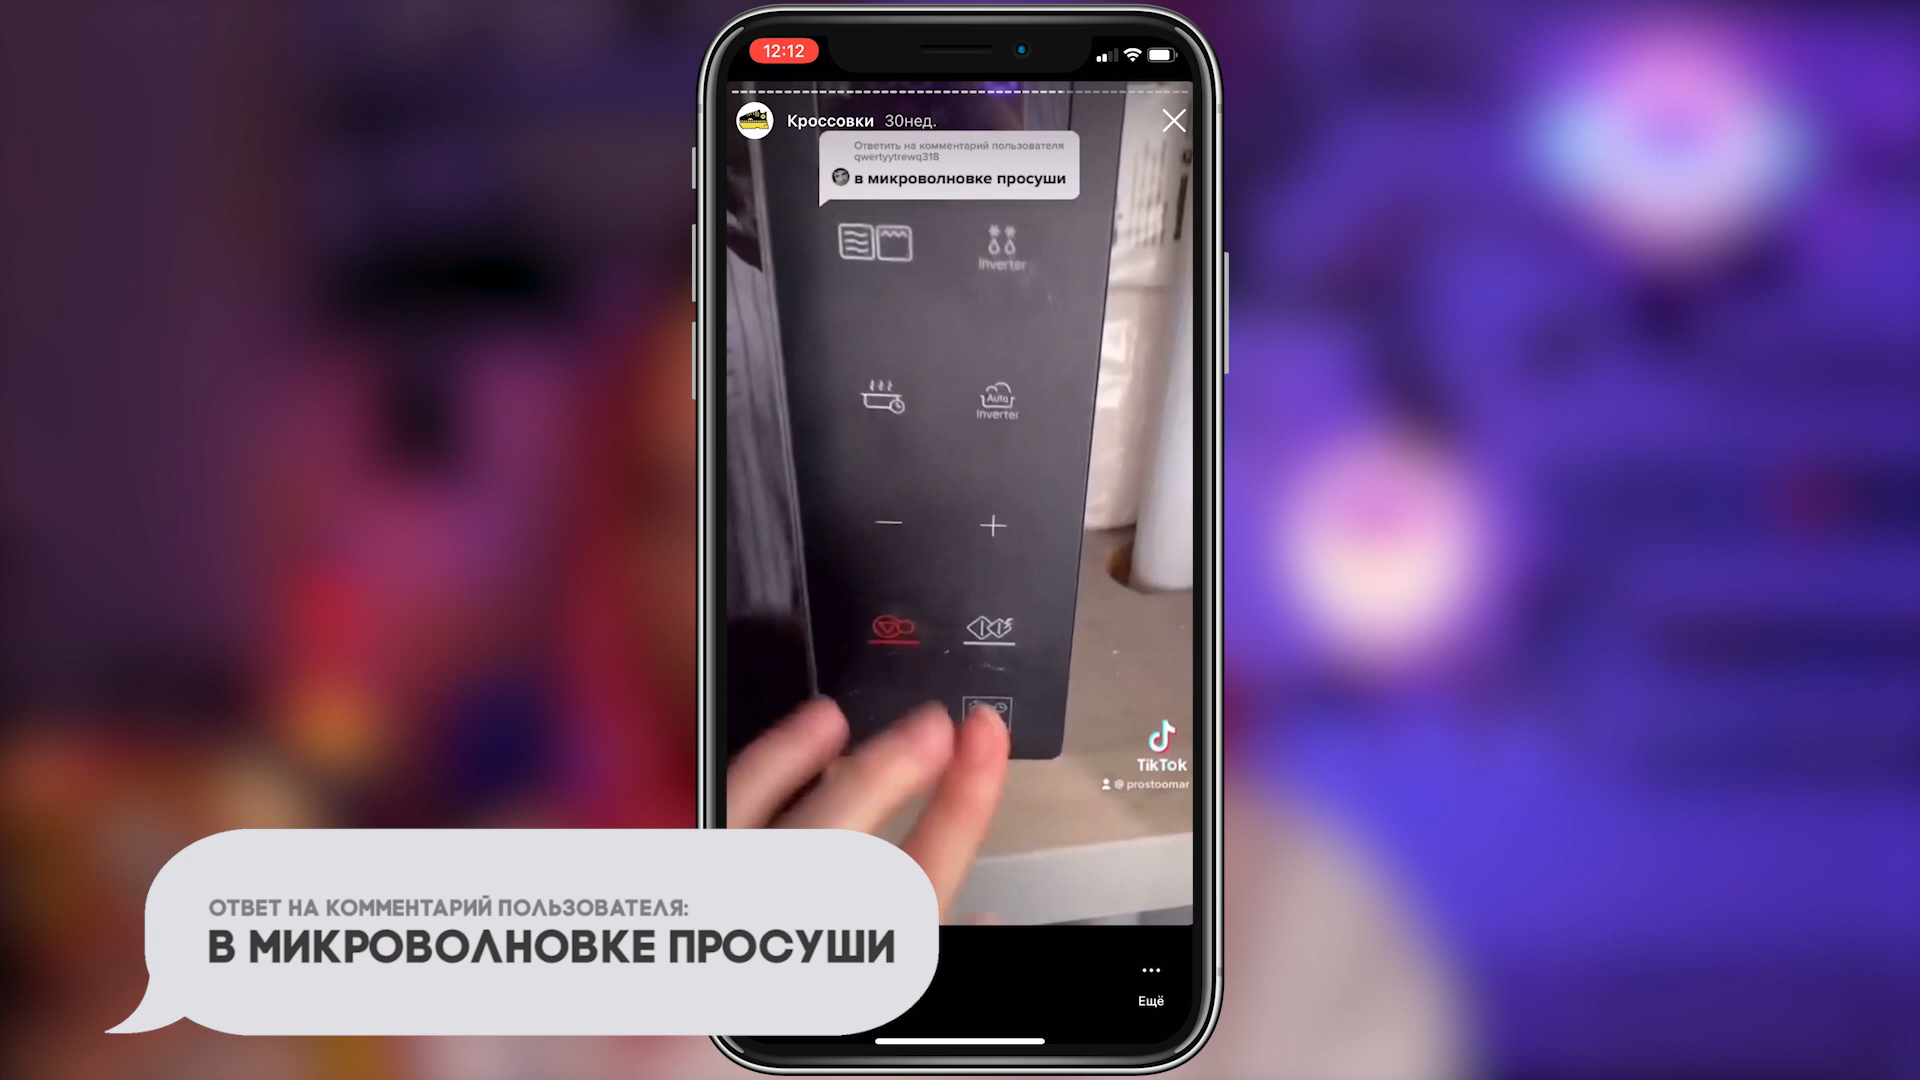 12:12
Кроссовки 30нед.
Ответить на комментарий пользователя
qwertyytrewq318
в микроволновке просуши
Inverter
Auto
Inverter
TikTok
@ prostoomar
ОТВЕТ НА КОММЕНТАРИЙ ПОЛЬЗОВАТЕЛЯ:
В МИКРОВОЛНОВКЕ ПРОСУШИ
Ещё